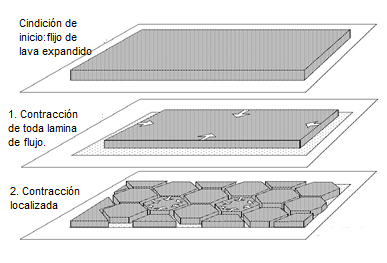 Cindición de
inicio:flijo de
lava expandido
1. Contracción
de toda lamina
de flujo.
2. Contracción
localizada